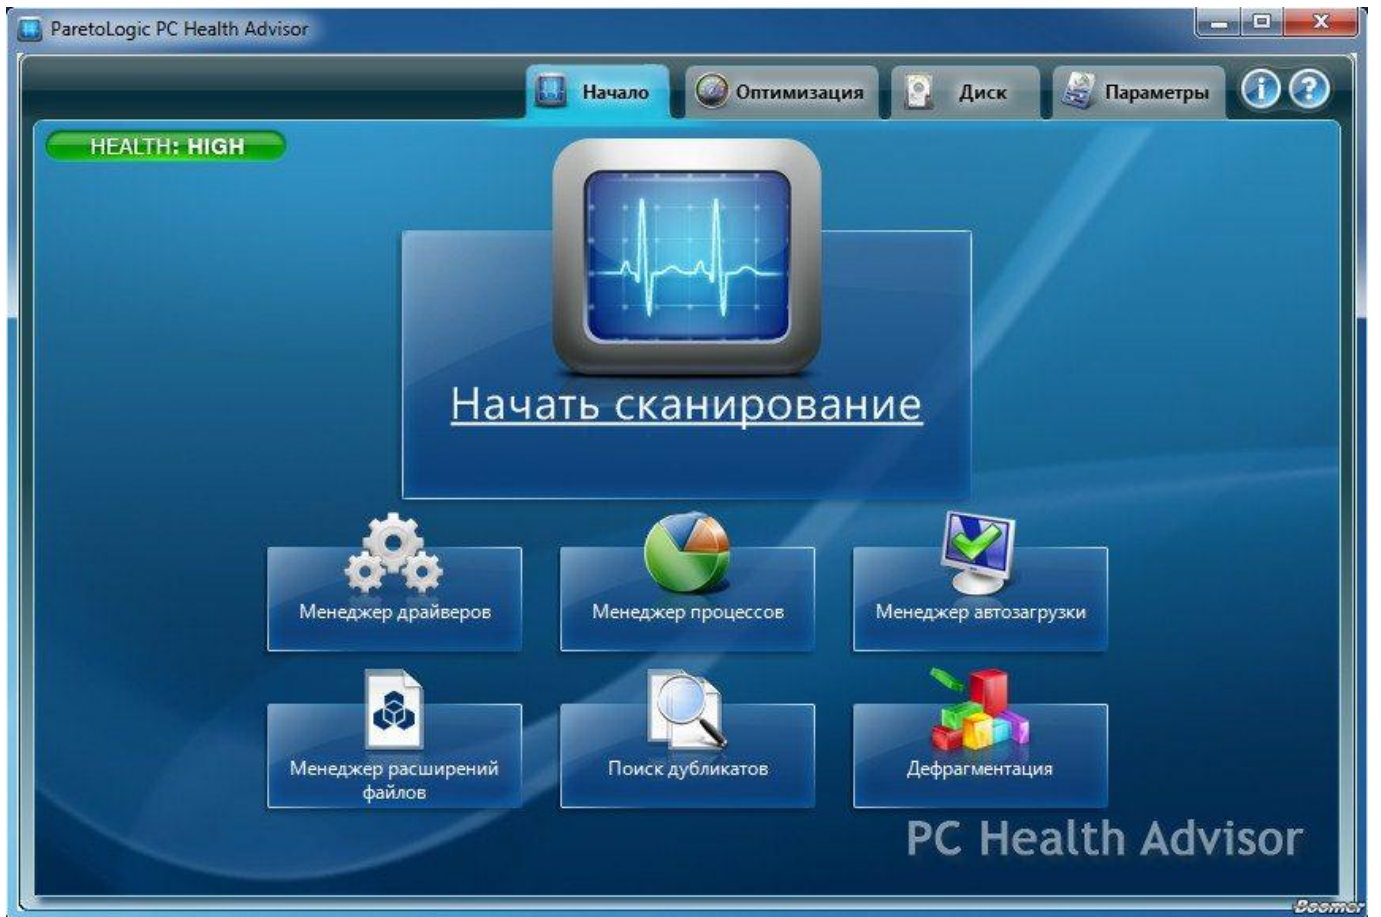 ParetoLogic PC Health Advisor
Начало
Оптимизация
Диск
Параметры
HEALTH: HIGH
Начать сканирование
Менеджер драйверов
Менеджер процессов
Менеджер автозагрузки
Менеджер расширений
файлов
Поиск дубликатов
Дефрагментация
PC Health Advisor
Boomer